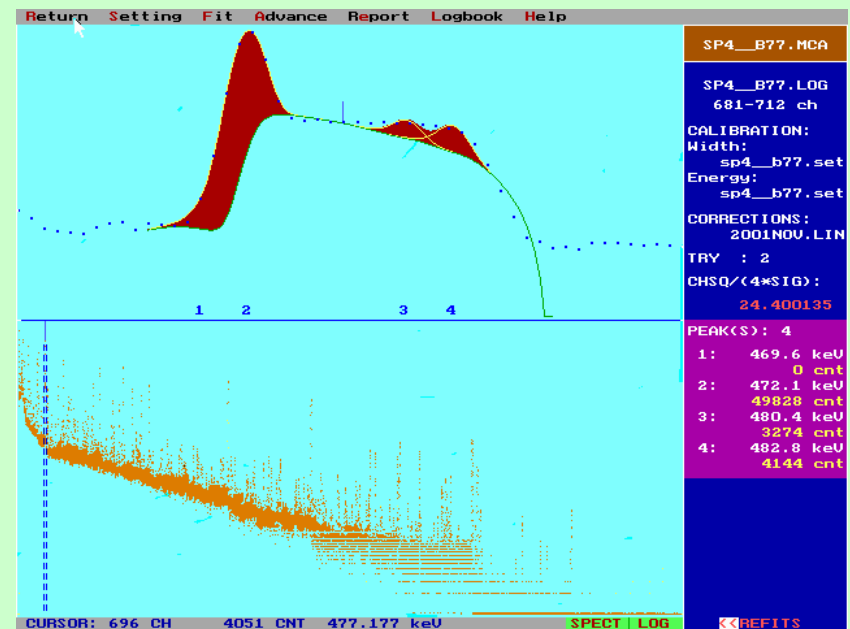 Return Setting Fit Advance Report Logbook Help
SP4__B77.MCA
SP4__B77.LOG
681-712 ch
CALIBRATION:
Width:
sp4__b77.set
Energy:
sp4__b77.set
CORRECTIONS:
2001NOV.LIN
TRY : 2
CHSQ/(4*SIG):
24.400135
1 2 3 4
PEAK(S): 4
1: 469.6 keV
0 cnt
2: 472.1 keV
49828 cnt
3: 480.4 keV
3274 cnt
4: 482.8 keV
4144 cnt
CURSOR: 696 CH 4051 CNT 477.177 keV SPECT LOG <<REFITS